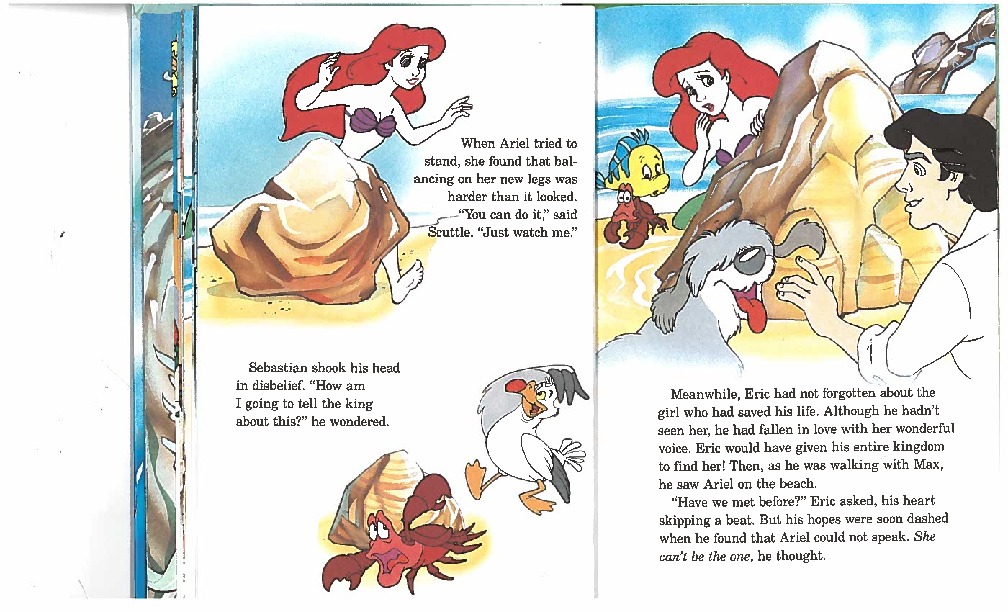 When Ariel tried to
stand, she found that bal-
ancing on her new legs was
harder than it looked.
"You can do it," said
Scuttle. "Just watch me."
Sebastian shook his head
in disbelief. "How am
I going to tell the king
about this?" he wondered.
Meanwhile, Eric had not forgotten about the
girl who had saved his life. Although he hadn't
seen her, he had fallen in love with her wonderful
voice. Eric would have given his entire kingdom
to find her! Then, as he was walking with Max,
he saw Ariel on the beach.
"Have we met before?" Eric asked, his heart
skipping a beat. But his hopes were soon dashed
when he found that Ariel could not speak. She
can't be the one, he thought.